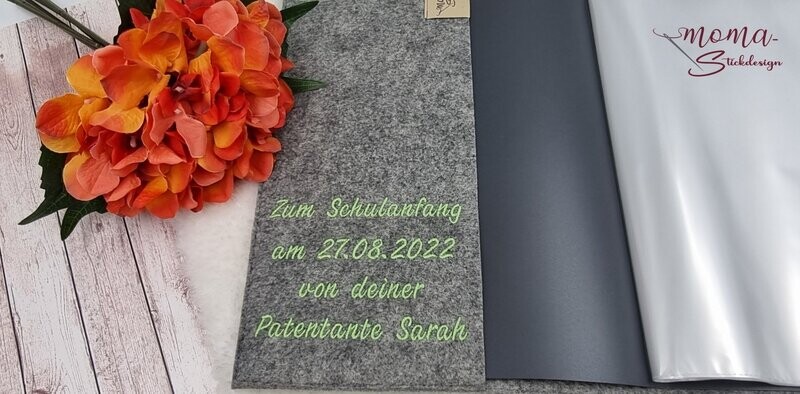 moma-
Stickdesign
Zum Schulanfang
am 27.08.2022
von deiner
Patentante Sarah